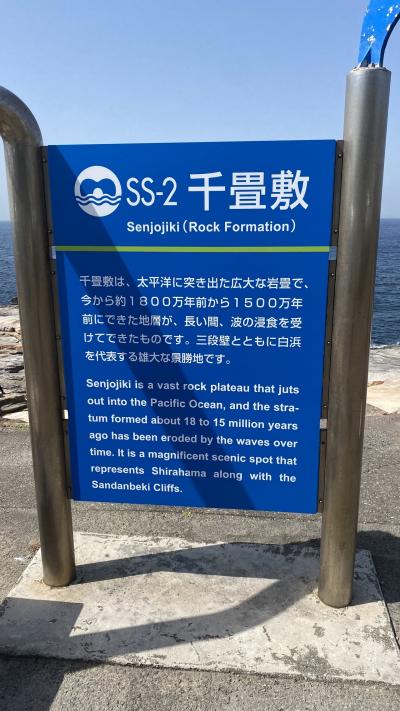 SS-2 千畳敷
Senjojiki (Rock Formation)
千畳敷は、太平洋に突き出た広大な岩畳で、
今から約1800万年前から1500万年
前にできた地層が、長い間、波の浸食を受
けてできたものです。三段壁とともに白浜
を代表する雄大な景勝地です。
Senjojiki is a vast rock plateau that juts
out into the Pacific Ocean, and the stra-
tum formed about 18 to 15 million years
ago has been eroded by the waves over
time. It is a magnificent scenic spot that
represents Shirahama along with the
Sandanbeki Cliffs.